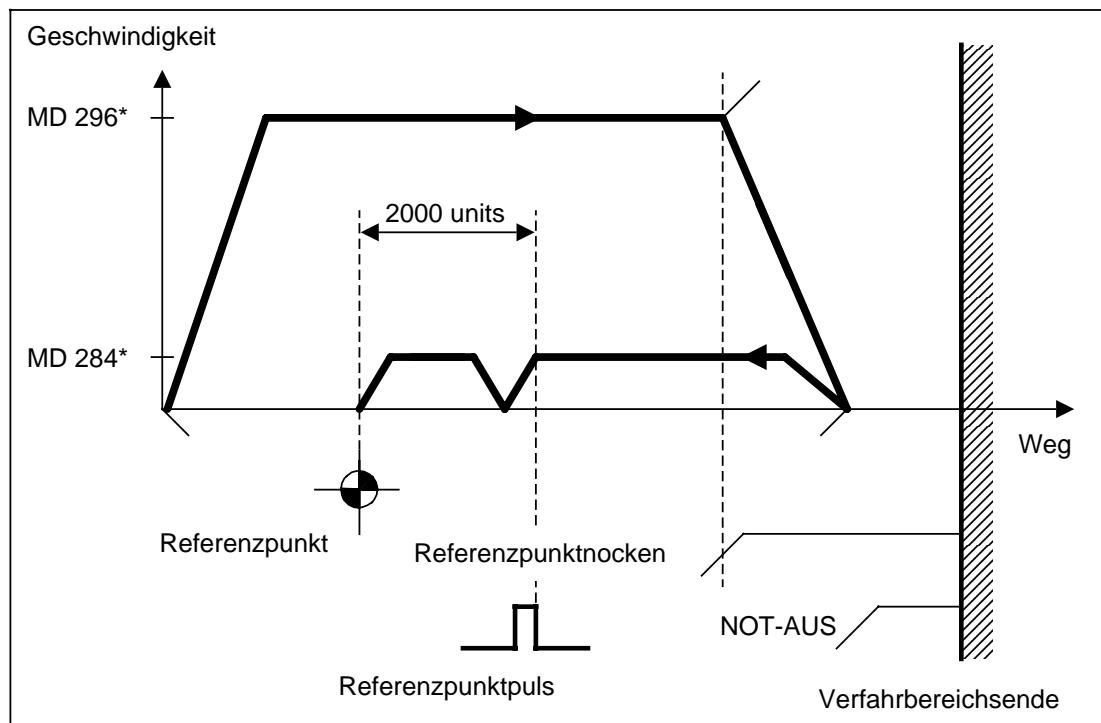 Geschwindigkeit
MD 296*
2000 units
MD 284*
Weg
Referenzpunkt
Referenzpunktnocken
NOT-AUS
Referenzpunktpuls
Verfahrbereichsende